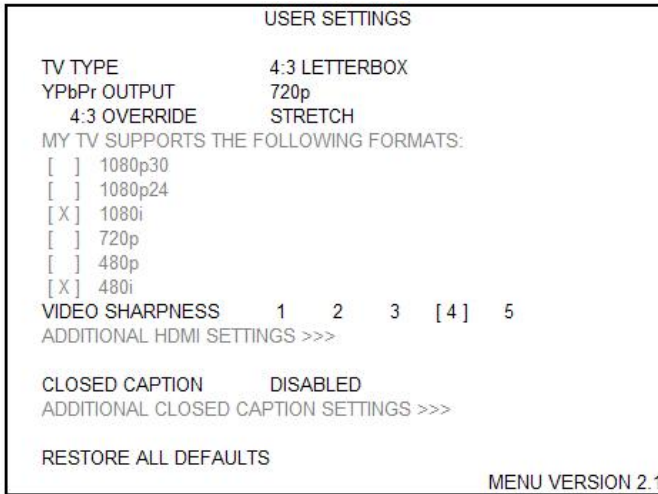 USER SETTINGS
TV TYPE 4:3 LETTERBOX
YPbPr OUTPUT 720p
4:3 OVERRIDE STRETCH
MY TV SUPPORTS THE FOLLOWING FORMATS:
[ ] 1080p30
[ ] 1080p24
[ X ] 1080i
[ ] 720p
[ ] 480p
[ X ] 480i
VIDEO SHARPNESS 1 2 3 [ 4 ] 5
ADDITIONAL HDMI SETTINGS >>>
CLOSED CAPTION DISABLED
ADDITIONAL CLOSED CAPTION SETTINGS >>>
RESTORE ALL DEFAULTS
MENU VERSION 2.1